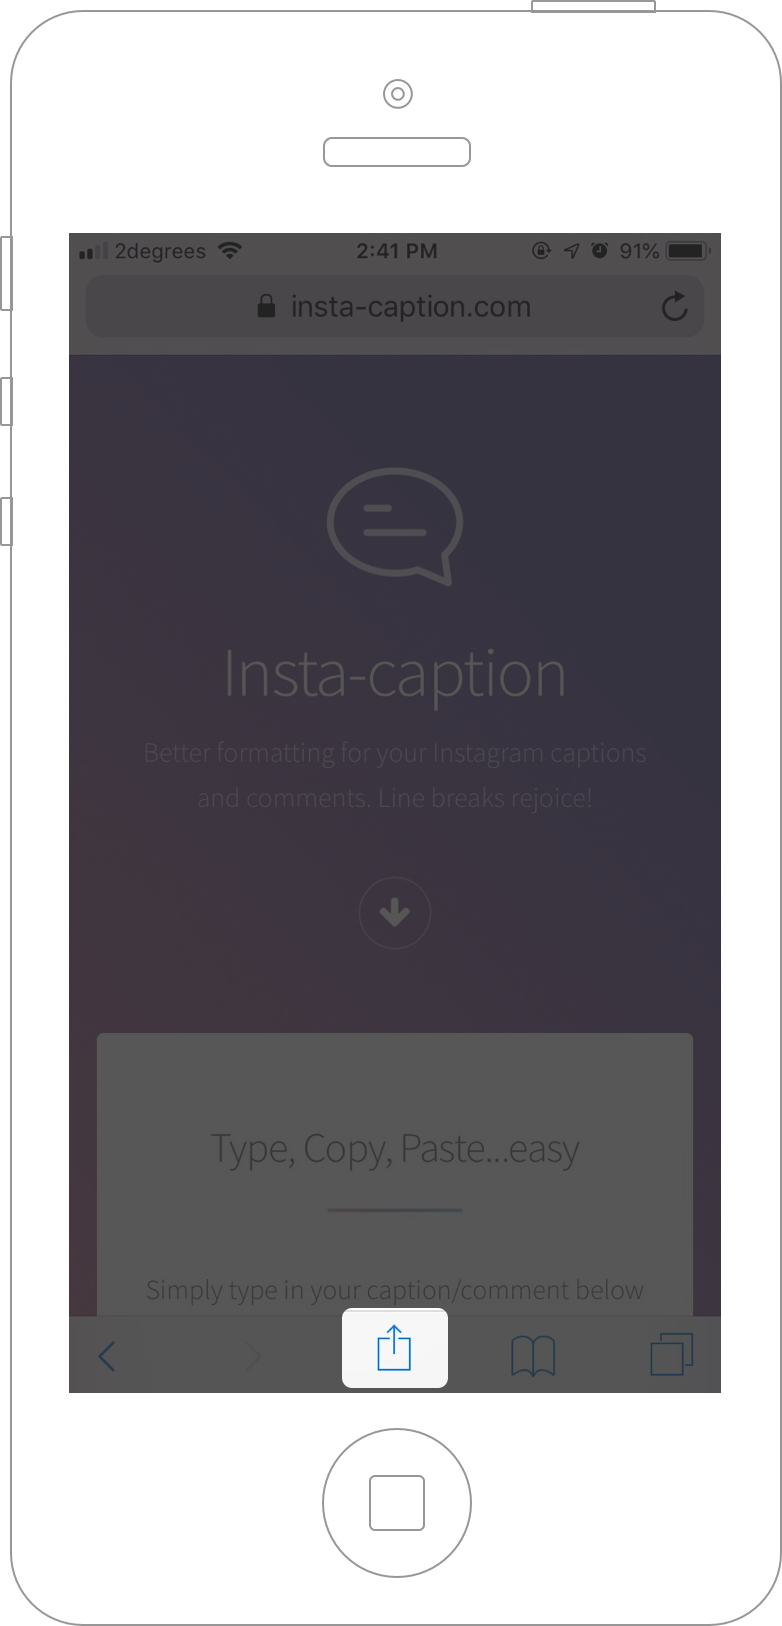 2degrees 2:41 PM 91%
insta-caption.com
Insta-caption
Better formatting for your Instagram captions
and comments. Line breaks rejoice!
Type, Copy, Paste...easy
Simply type in your caption/comment below